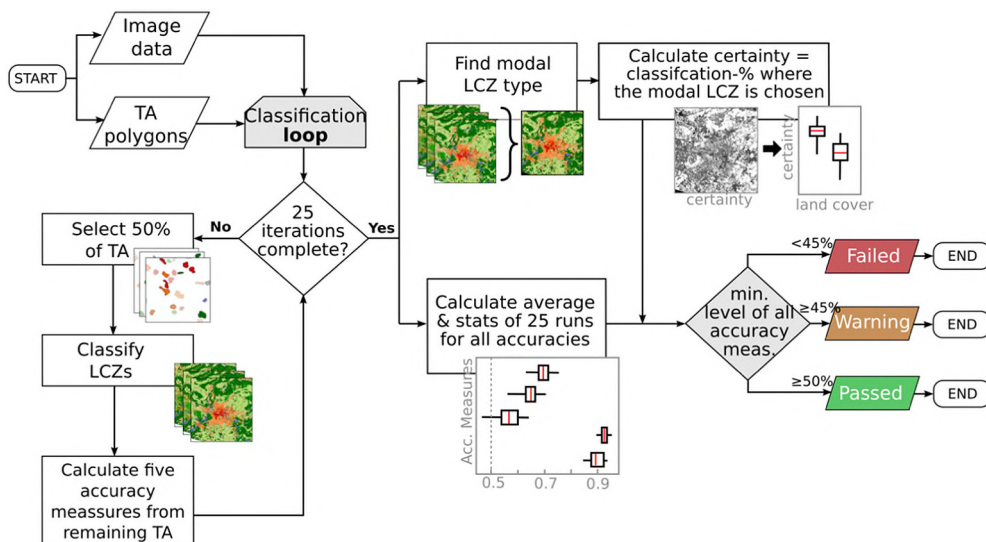 START
Image
data
TA
polygons
Classification
loop
25
iterations
complete?
No
Yes
Select 50%
of TA
Classify
LCZs
Calculate five
accuracy
meassures from
remaining TA
Find modal
LCZ type
Calculate certainty =
classifcation-% where
the modal LCZ is chosen
certainty
certainty
land cover
Calculate average
& stats of 25 runs
for all accuracies
Acc. Measures
0.5 0.7 0.9
min.
level of all
accuracy
meas.
<45%
Failed
END
≥45%
Warning
END
≥50%
Passed
END